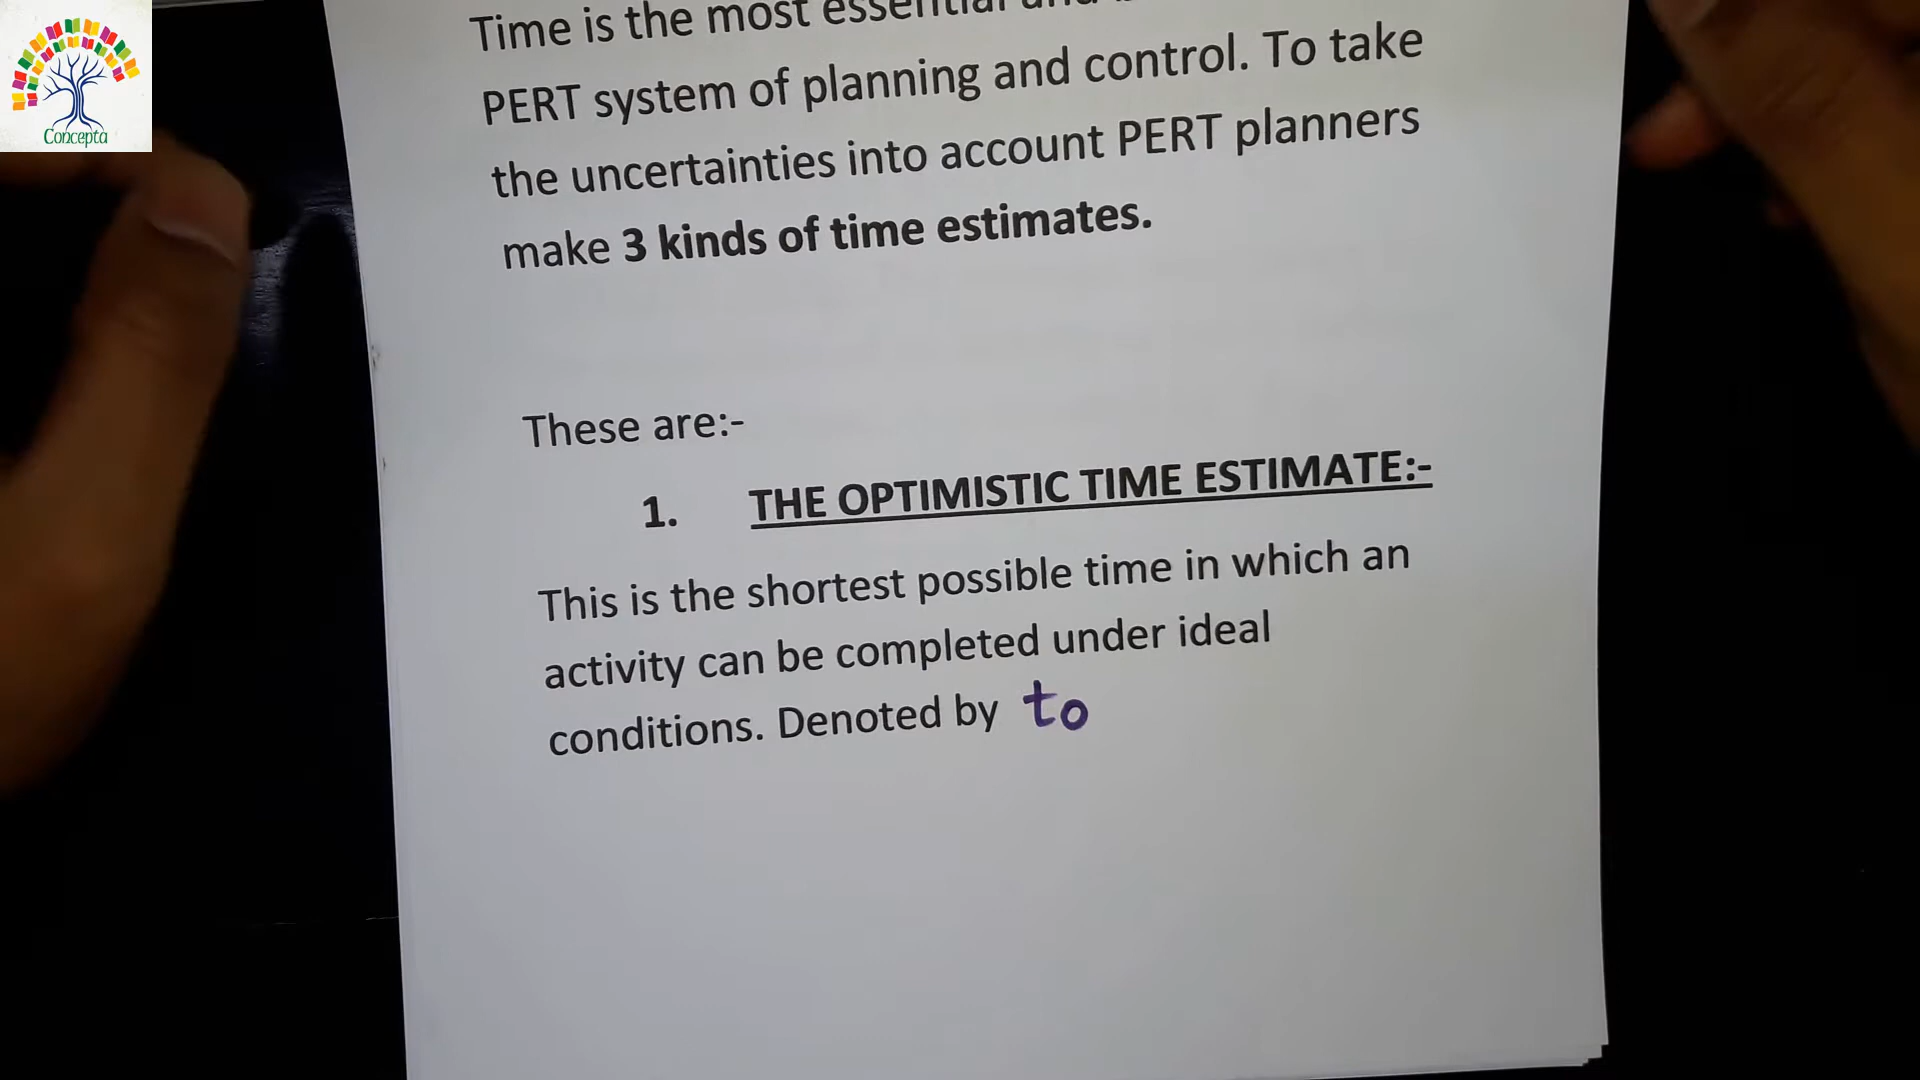 Concepta
Time is the most essential and
PERT system of planning and control. To take
the uncertainties into account PERT planners
make 3 kinds of time estimates.
These are:-
1. THE OPTIMISTIC TIME ESTIMATE:-
This is the shortest possible time in which an
activity can be completed under ideal
conditions. Denoted by to